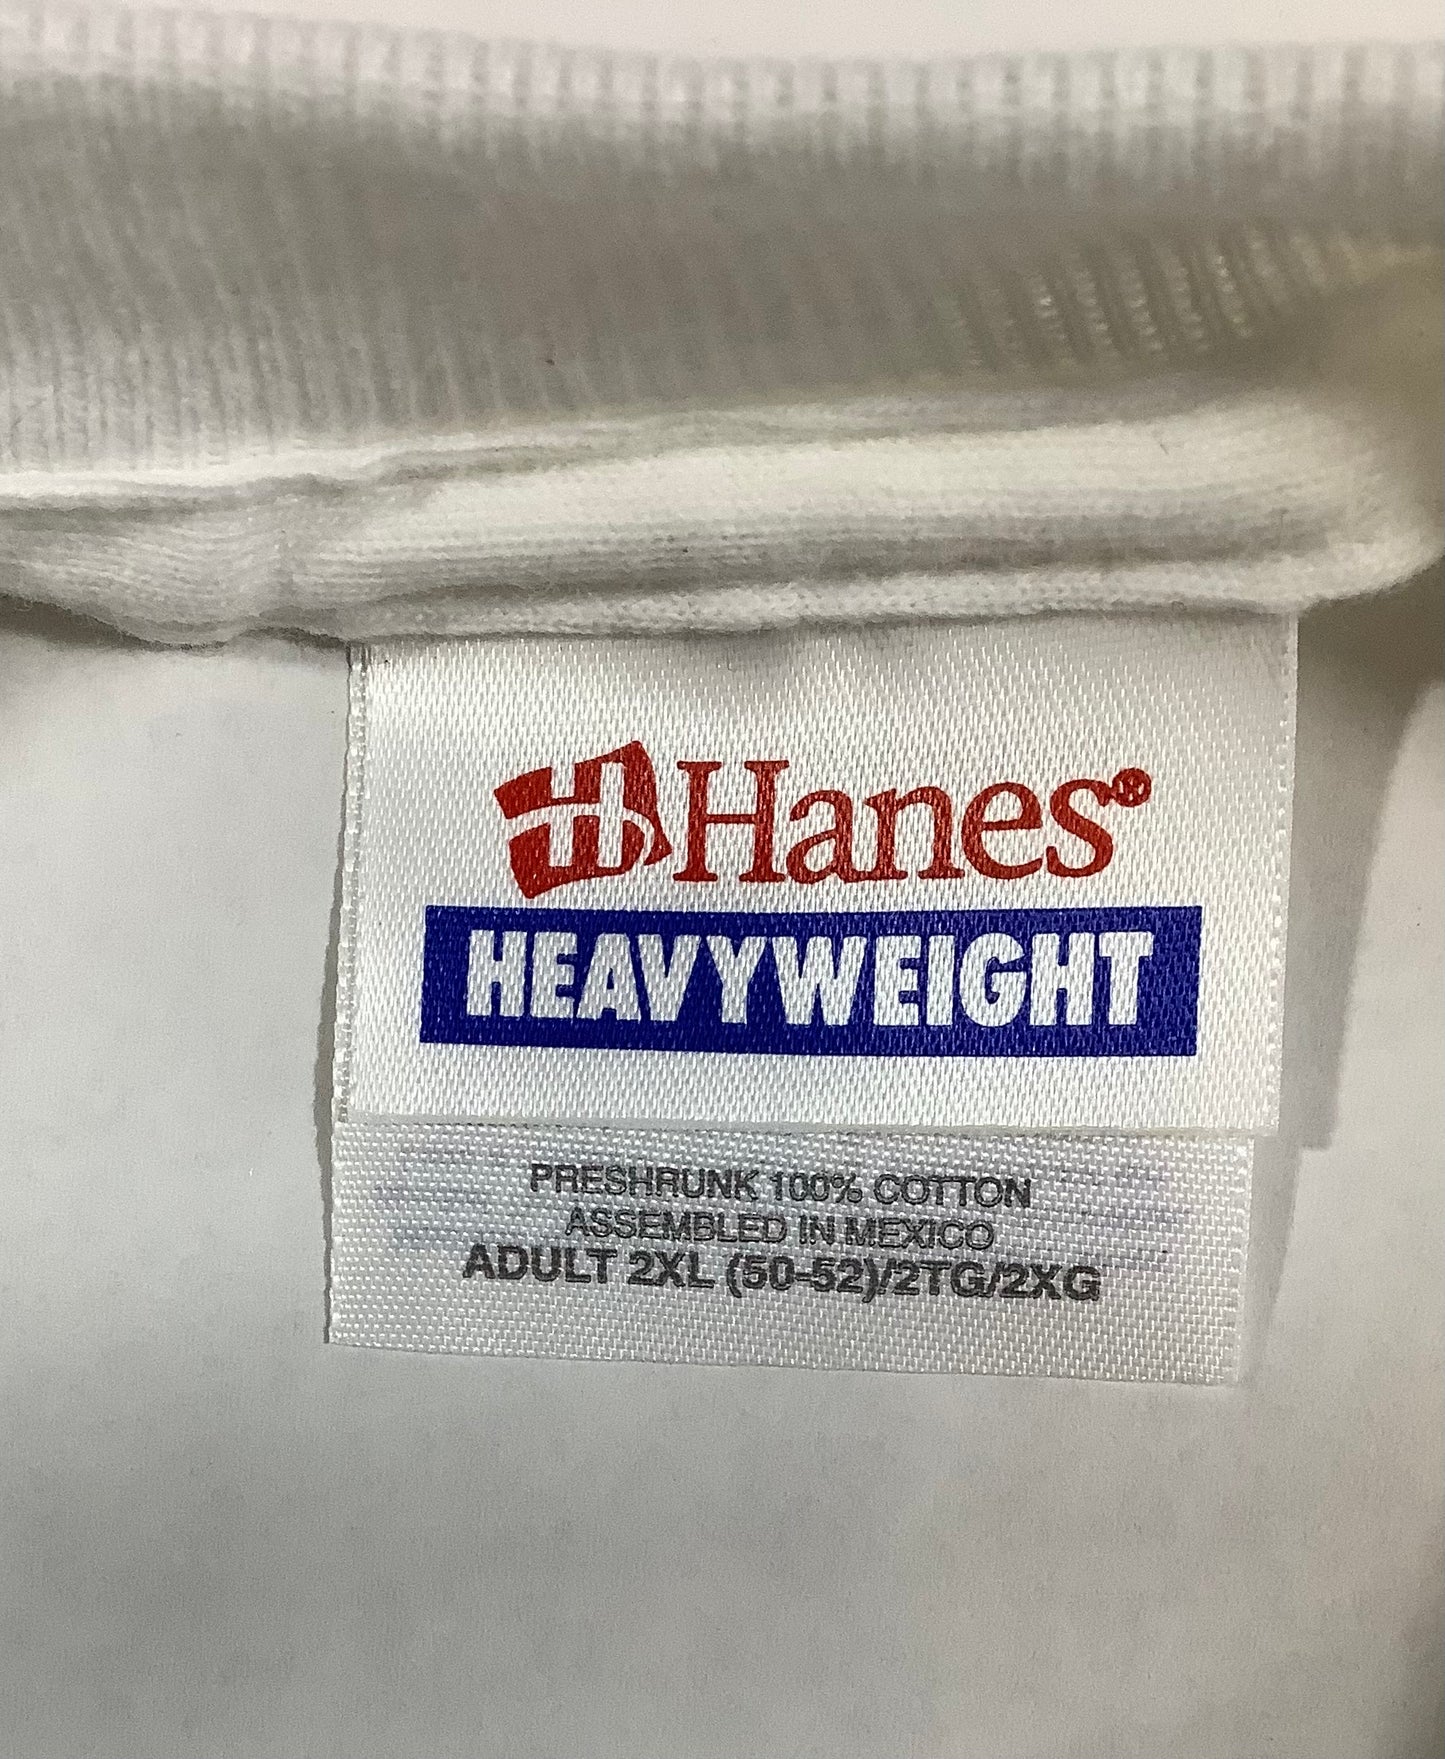 Hanes®
HEAVYWEIGHT
PRESHRUNK 100% COTTON
ASSEMBLED IN MEXICO
ADULT 2XL (50-52)/2TG/2XG